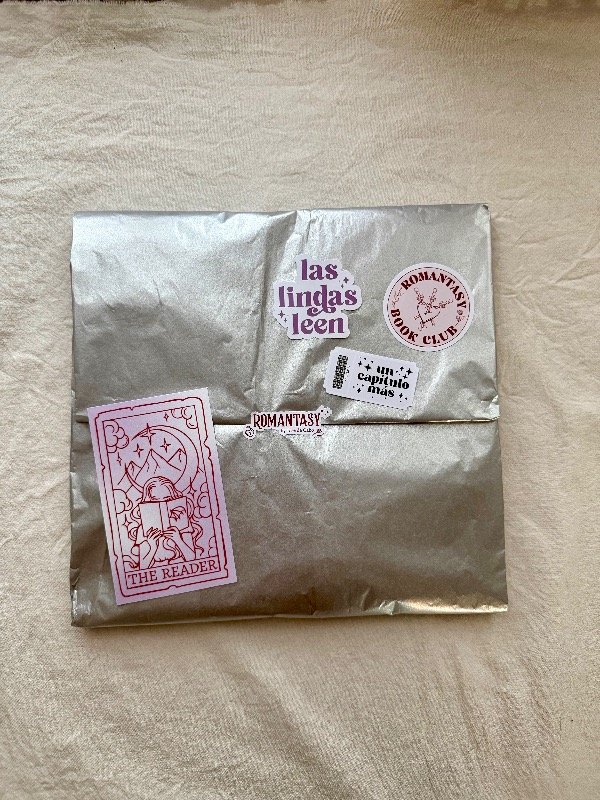 las
lindas
leen
ROMANTASY
BOOK CLUB
un
capítulo
más
ROMANTASY
THE READER